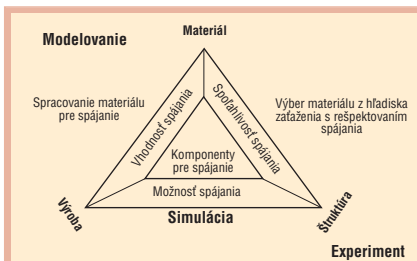 Modelovanie
Materiál
Spracovanie materiálu
pre spájanie
Vhodnosť spájania
Spoľahlivosť spájania
Výber materiálu z hľadiska
zaťaženia s rešpektovaním
spájania
Komponenty
pre spájanie
Možnosť spájania
Výroba
Simulácia
Štruktúra
Experiment